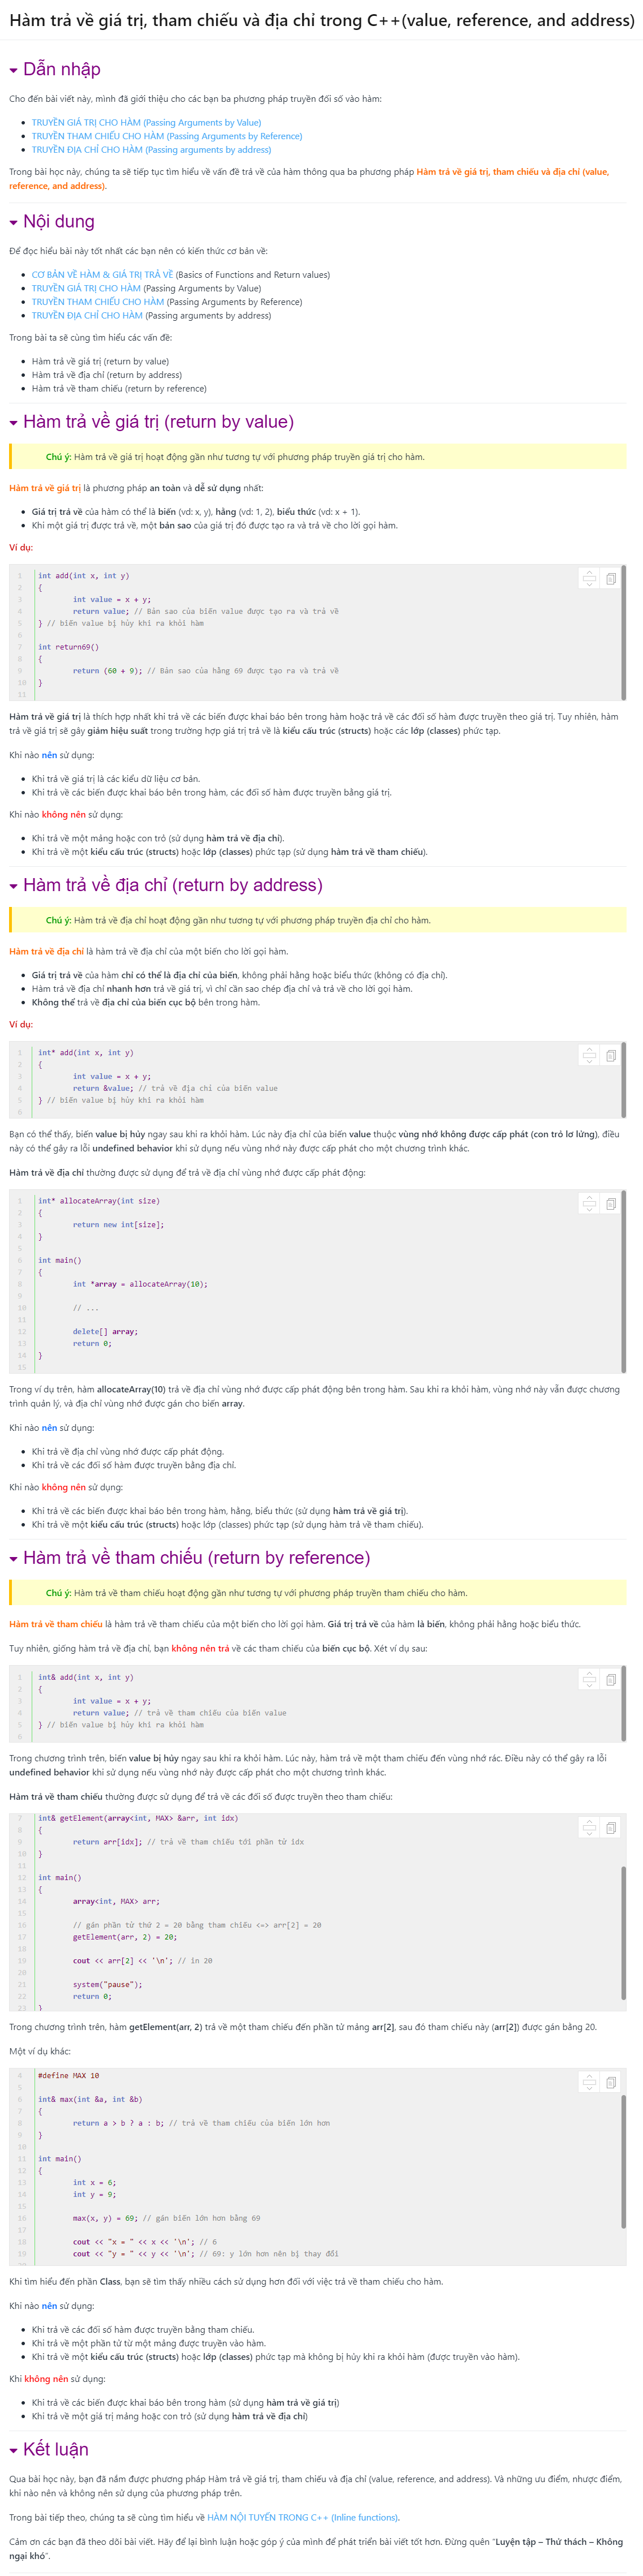 Hàm trả về giá trị, tham chiếu và địa chỉ trong C++(value, reference, and address)
Dẫn nhập
Cho đến bài viết này, mình đã giới thiệu cho các bạn ba phương pháp truyền đối số vào hàm:
TRUYỀN GIÁ TRỊ CHO HÀM (Passing Arguments by Value)
TRUYỀN THAM CHIẾU CHO HÀM (Passing Arguments by Reference)
TRUYỀN ĐỊA CHỈ CHO HÀM (Passing arguments by address)
Trong bài học này, chúng ta sẽ tiếp tục tìm hiểu về vấn đề trả về của hàm thông qua ba phương pháp Hàm trả về giá trị, tham chiếu và địa chỉ (value,
reference, and address).
Nội dung
Để đọc hiểu bài này tốt nhất các bạn nên có kiến thức cơ bản về:
CƠ BẢN VỀ HÀM & GIÁ TRỊ TRẢ VỀ (Basics of Functions and Return values)
TRUYỀN GIÁ TRỊ CHO HÀM (Passing Arguments by Value)
TRUYỀN THAM CHIẾU CHO HÀM (Passing Arguments by Reference)
TRUYỀN ĐỊA CHỈ CHO HÀM (Passing arguments by address)
Trong bài ta sẽ cùng tìm hiểu các vấn đề:
Hàm trả về giá trị (return by value)
Hàm trả về địa chỉ (return by address)
Hàm trả về tham chiếu (return by reference)
Hàm trả về giá trị (return by value)
Chú ý: Hàm trả về giá trị hoạt động gần như tương tự với phương pháp truyền giá trị cho hàm.
Hàm trả về giá trị là phương pháp an toàn và dễ sử dụng nhất:
Giá trị trả về của hàm có thể là biến (vd: x, y), hằng (vd: 1, 2), biểu thức (vd: x + 1).
Khi một giá trị được trả về, một bản sao của giá trị đó được tạo ra và trả về cho lời gọi hàm.
Ví dụ:
1 int add(int x, int y)
2 {
3 int value = x + y;
4 return value; // Bản sao của biến value được tạo ra và trả về
5 } // biến value bị hủy khi ra khỏi hàm
6
7 int return69()
8 {
9 return (60 + 9); // Bản sao của hằng 69 được tạo ra và trả về
10 }
11
Hàm trả về giá trị là thích hợp nhất khi trả về các biến được khai báo bên trong hàm hoặc trả về các đối số hàm được truyền theo giá trị. Tuy nhiên, hàm
trả về giá trị sẽ gây giảm hiệu suất trong trường hợp giá trị trả về là kiểu cấu trúc (structs) hoặc các lớp (classes) phức tạp.
Khi nào nên sử dụng:
Khi trả về giá trị là các kiểu dữ liệu cơ bản.
Khi trả về các biến được khai báo bên trong hàm, các đối số hàm được truyền bằng giá trị.
Khi nào không nên sử dụng:
Khi trả về một mảng hoặc con trỏ (sử dụng hàm trả về địa chỉ).
Khi trả về một kiểu cấu trúc (structs) hoặc lớp (classes) phức tạp (sử dụng hàm trả về tham chiếu).
Hàm trả về địa chỉ (return by address)
Chú ý: Hàm trả về địa chỉ hoạt động gần như tương tự với phương pháp truyền địa chỉ cho hàm.
Hàm trả về địa chỉ là hàm trả về địa chỉ của một biến cho lời gọi hàm.
Giá trị trả về của hàm chỉ có thể là địa chỉ của biến, không phải hằng hoặc biểu thức (không có địa chỉ).
Hàm trả về địa chỉ nhanh hơn trả về giá trị, vì chỉ cần sao chép địa chỉ và trả về cho lời gọi hàm.
Không thể trả về địa chỉ của biến cục bộ bên trong hàm.
Ví dụ:
1 int* add(int x, int y)
2 {
3 int value = x + y;
4 return &value; // trả về địa chỉ của biến value
5 } // biến value bị hủy khi ra khỏi hàm
6
Bạn có thể thấy, biến value bị hủy ngay sau khi ra khỏi hàm. Lúc này địa chỉ của biến value thuộc vùng nhớ không được cấp phát (con trỏ lơ lửng), điều
này có thể gây ra lỗi undefined behavior khi sử dụng nếu vùng nhớ này được cấp phát cho một chương trình khác.
Hàm trả về địa chỉ thường được sử dụng để trả về địa chỉ vùng nhớ được cấp phát động:
1 int* allocateArray(int size)
2 {
3 return new int[size];
4 }
5
6 int main()
7 {
8 int *array = allocateArray(10);
9
10 // ...
11
12 delete[] array;
13 return 0;
14 }
15
Trong ví dụ trên, hàm allocateArray(10) trả về địa chỉ vùng nhớ được cấp phát động bên trong hàm. Sau khi ra khỏi hàm, vùng nhớ này vẫn được chương
trình quản lý, và địa chỉ vùng nhớ được gán cho biến array.
Khi nào nên sử dụng:
Khi trả về địa chỉ vùng nhớ được cấp phát động.
Khi trả về các đối số hàm được truyền bằng địa chỉ.
Khi nào không nên sử dụng:
Khi trả về các biến được khai báo bên trong hàm, hằng, biểu thức (sử dụng hàm trả về giá trị).
Khi trả về một kiểu cấu trúc (structs) hoặc lớp (classes) phức tạp (sử dụng hàm trả về tham chiếu).
Hàm trả về tham chiếu (return by reference)
Chú ý: Hàm trả về tham chiếu hoạt động gần như tương tự với phương pháp truyền tham chiếu cho hàm.
Hàm trả về tham chiếu là hàm trả về tham chiếu của một biến cho lời gọi hàm. Giá trị trả về của hàm là biến, không phải hằng hoặc biểu thức.
Tuy nhiên, giống hàm trả về địa chỉ, bạn không nên trả về các tham chiếu của biến cục bộ. Xét ví dụ sau:
1 int& add(int x, int y)
2 {
3 int value = x + y;
4 return value; // trả về tham chiếu của biến value
5 } // biến value bị hủy khi ra khỏi hàm
6
Trong chương trình trên, biến value bị hủy ngay sau khi ra khỏi hàm. Lúc này, hàm trả về một tham chiếu đến vùng nhớ rác. Điều này có thể gây ra lỗi
undefined behavior khi sử dụng nếu vùng nhớ này được cấp phát cho một chương trình khác.
Hàm trả về tham chiếu thường được sử dụng để trả về các đối số được truyền theo tham chiếu:
7 int& getElement(array<int, MAX> &arr, int idx)
8 {
9 return arr[idx]; // trả về tham chiếu tới phần tử idx
10 }
11
12 int main()
13 {
14 array<int, MAX> arr;
15
16 // gán phần tử thứ 2 = 20 bằng tham chiếu <=> arr[2] = 20
17 getElement(arr, 2) = 20;
18
19 cout << arr[2] << '\n'; // in 20
20
21 system("pause");
22 return 0;
23 }
Trong chương trình trên, hàm getElement(arr, 2) trả về một tham chiếu đến phần tử mảng arr[2], sau đó tham chiếu này (arr[2]) được gán bằng 20.
Một ví dụ khác:
4 #define MAX 10
5
6 int& max(int &a, int &b)
7 {
8 return a > b ? a : b; // trả về tham chiếu của biến lớn hơn
9 }
10
11 int main()
12 {
13 int x = 6;
14 int y = 9;
15
16 max(x, y) = 69; // gán biến lớn hơn bằng 69
17
18 cout << "x = " << x << '\n'; // 6
19 cout << "y = " << y << '\n'; // 69: y lớn hơn nên bị thay đổi
Khi tìm hiểu đến phần Class, bạn sẽ tìm thấy nhiều cách sử dụng hơn đối với việc trả về tham chiếu cho hàm.
Khi nào nên sử dụng:
Khi trả về các đối số hàm được truyền bằng tham chiếu.
Khi trả về một phần tử từ một mảng được truyền vào hàm.
Khi trả về một kiểu cấu trúc (structs) hoặc lớp (classes) phức tạp mà không bị hủy khi ra khỏi hàm (được truyền vào hàm).
Khi không nên sử dụng:
Khi trả về các biến được khai báo bên trong hàm (sử dụng hàm trả về giá trị)
Khi trả về một giá trị mảng hoặc con trỏ (sử dụng hàm trả về địa chỉ)
Kết luận
Qua bài học này, bạn đã nắm được phương pháp Hàm trả về giá trị, tham chiếu và địa chỉ (value, reference, and address). Và những ưu điểm, nhược điểm,
khi nào nên và không nên sử dụng của phương pháp trên.
Trong bài tiếp theo, chúng ta sẽ cùng tìm hiểu về HÀM NỘI TUYẾN TRONG C++ (Inline functions).
Cảm ơn các bạn đã theo dõi bài viết. Hãy để lại bình luận hoặc góp ý của mình để phát triển bài viết tốt hơn. Đừng quên "Luyện tập – Thử thách – Không
ngại khó".